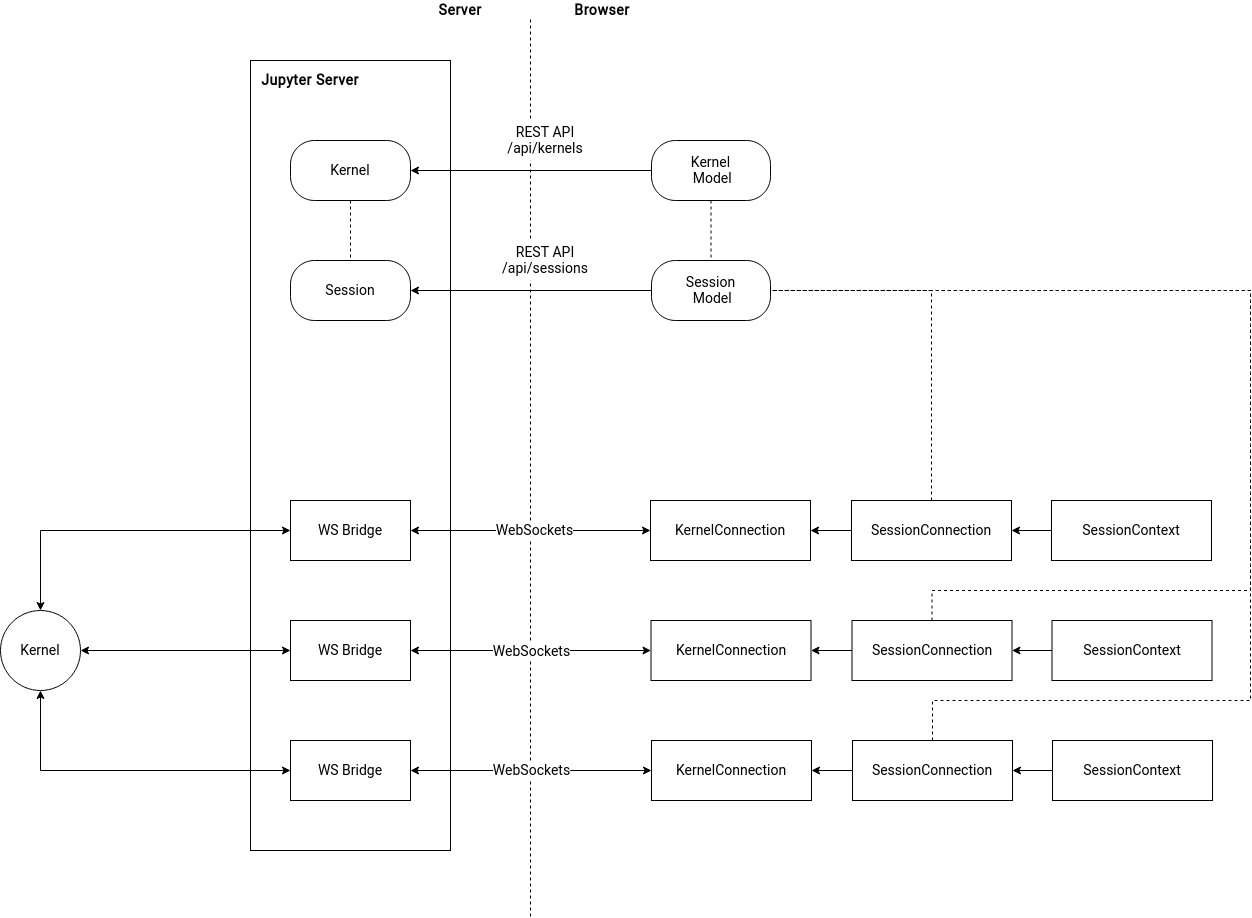 Server
Browser
Jupyter Server
REST API
/api/kernels
Kernel
Kernel
Model
REST API
/api/sessions
Session
Session
Model
WS Bridge
WebSockets
KernelConnection
SessionConnection
SessionContext
Kernel
WS Bridge
WebSockets
KernelConnection
SessionConnection
SessionContext
WS Bridge
WebSockets
KernelConnection
SessionConnection
SessionContext